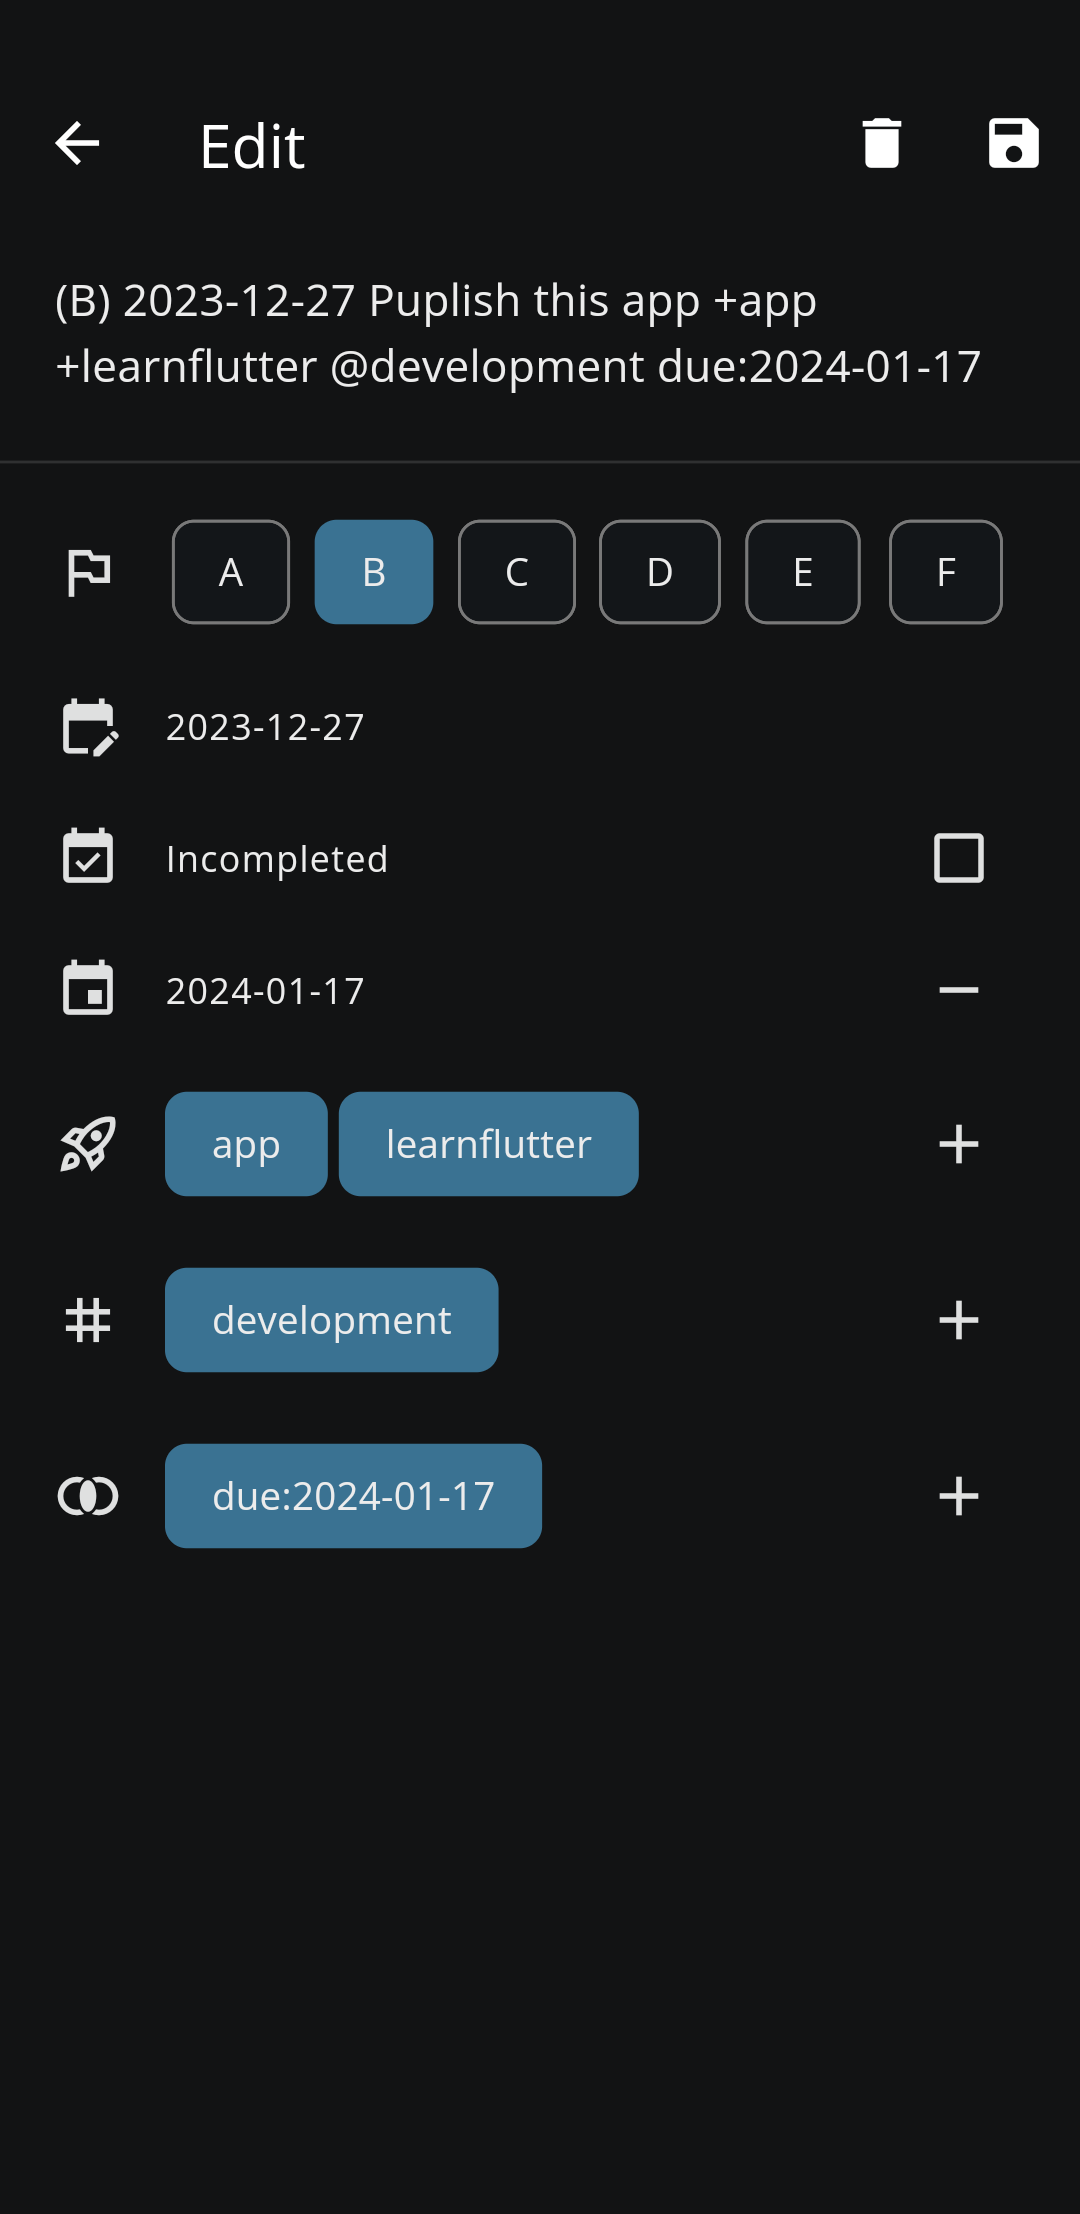 Edit
(B) 2023-12-27 Puplish this app +app
+learnflutter @development due:2024-01-17
A B C D E F
2023-12-27
Incompleted
2024-01-17
app learnflutter
development
due:2024-01-17